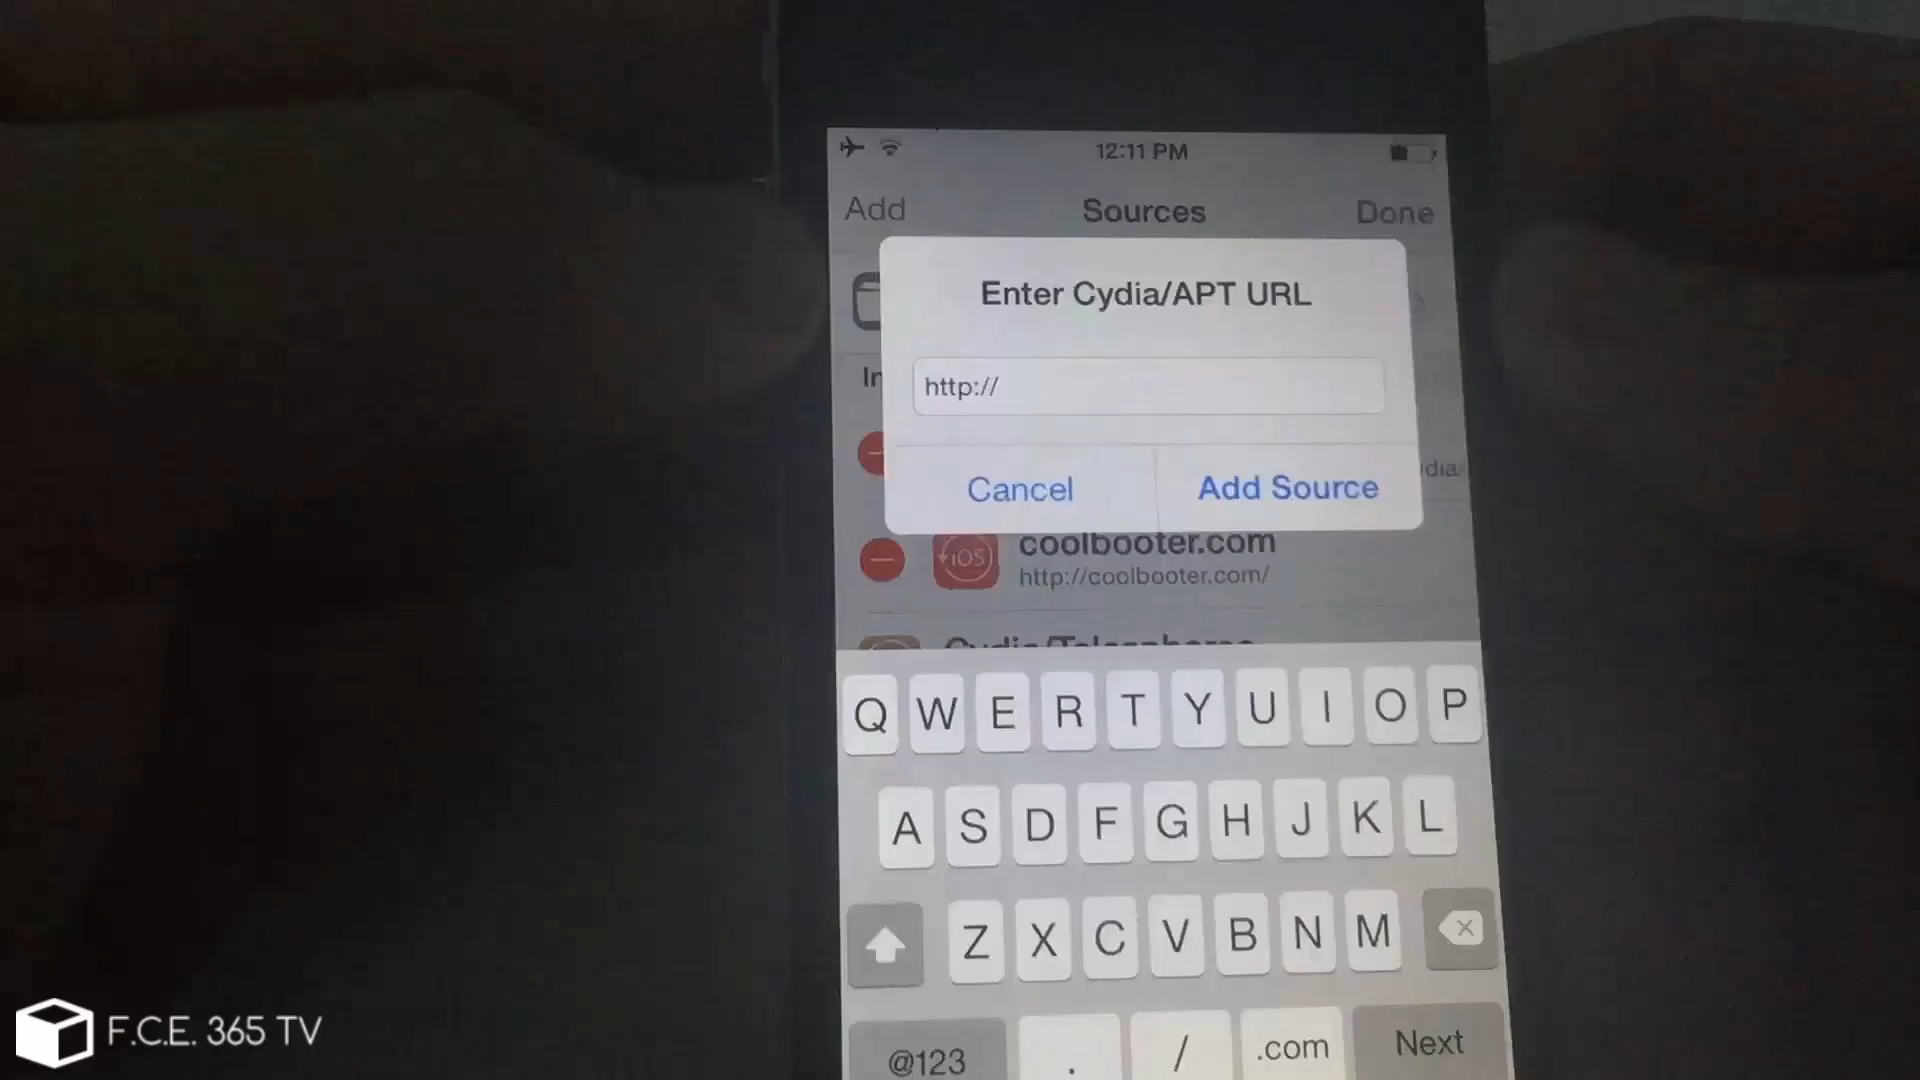 12:11 PM
Add Sources Done
Enter Cydia/APT URL
http://
Cancel Add Source
coolbooter.com
iOS
http://coolbooter.com/
Q W E R T Y U I O P
A S D F G H J K L
Z X C V B N M
@123 . / .com Next
F.C.E. 365 TV